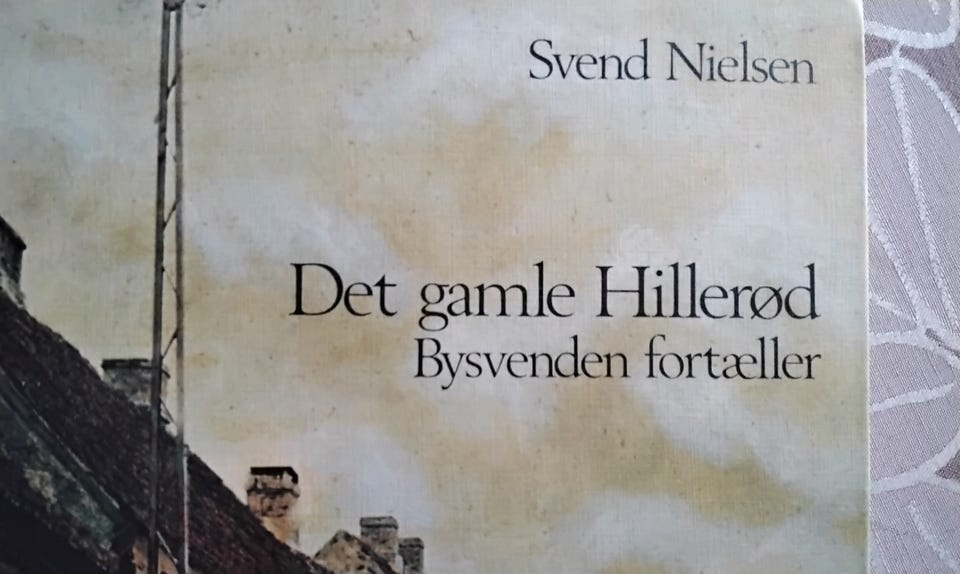 Svend Nielsen
Det gamle Hillerød
Bysvenden fortæller